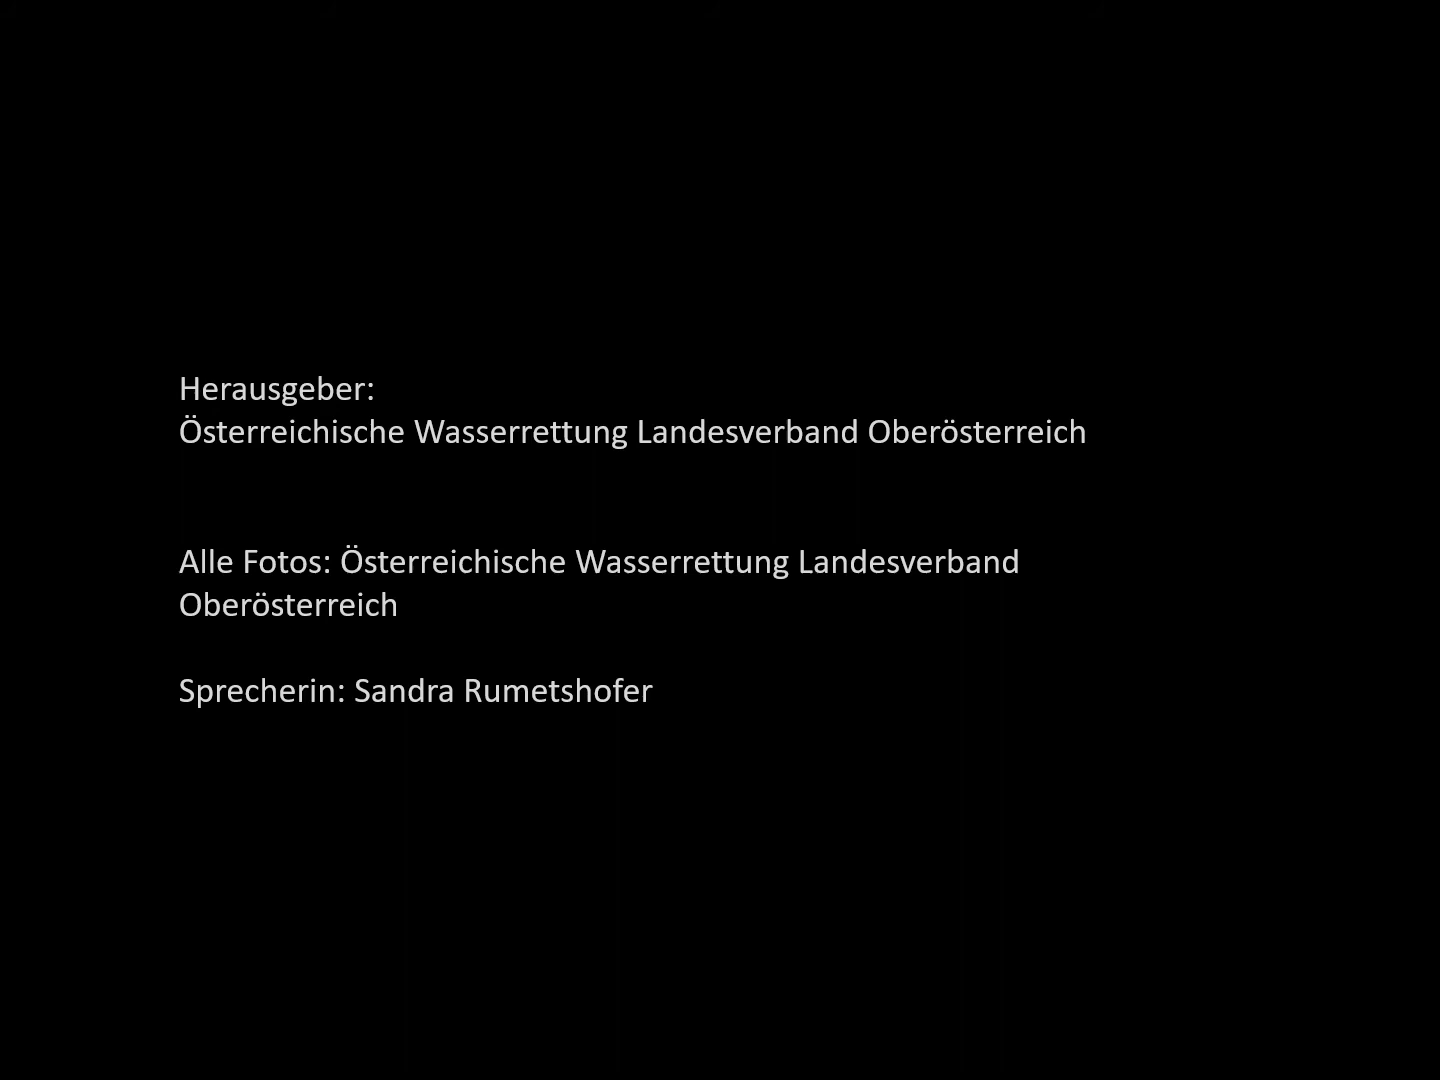 Herausgeber:
Österreichische Wasserrettung Landesverband Oberösterreich
Alle Fotos: Österreichische Wasserrettung Landesverband
Oberösterreich
Sprecherin: Sandra Rumetshofer